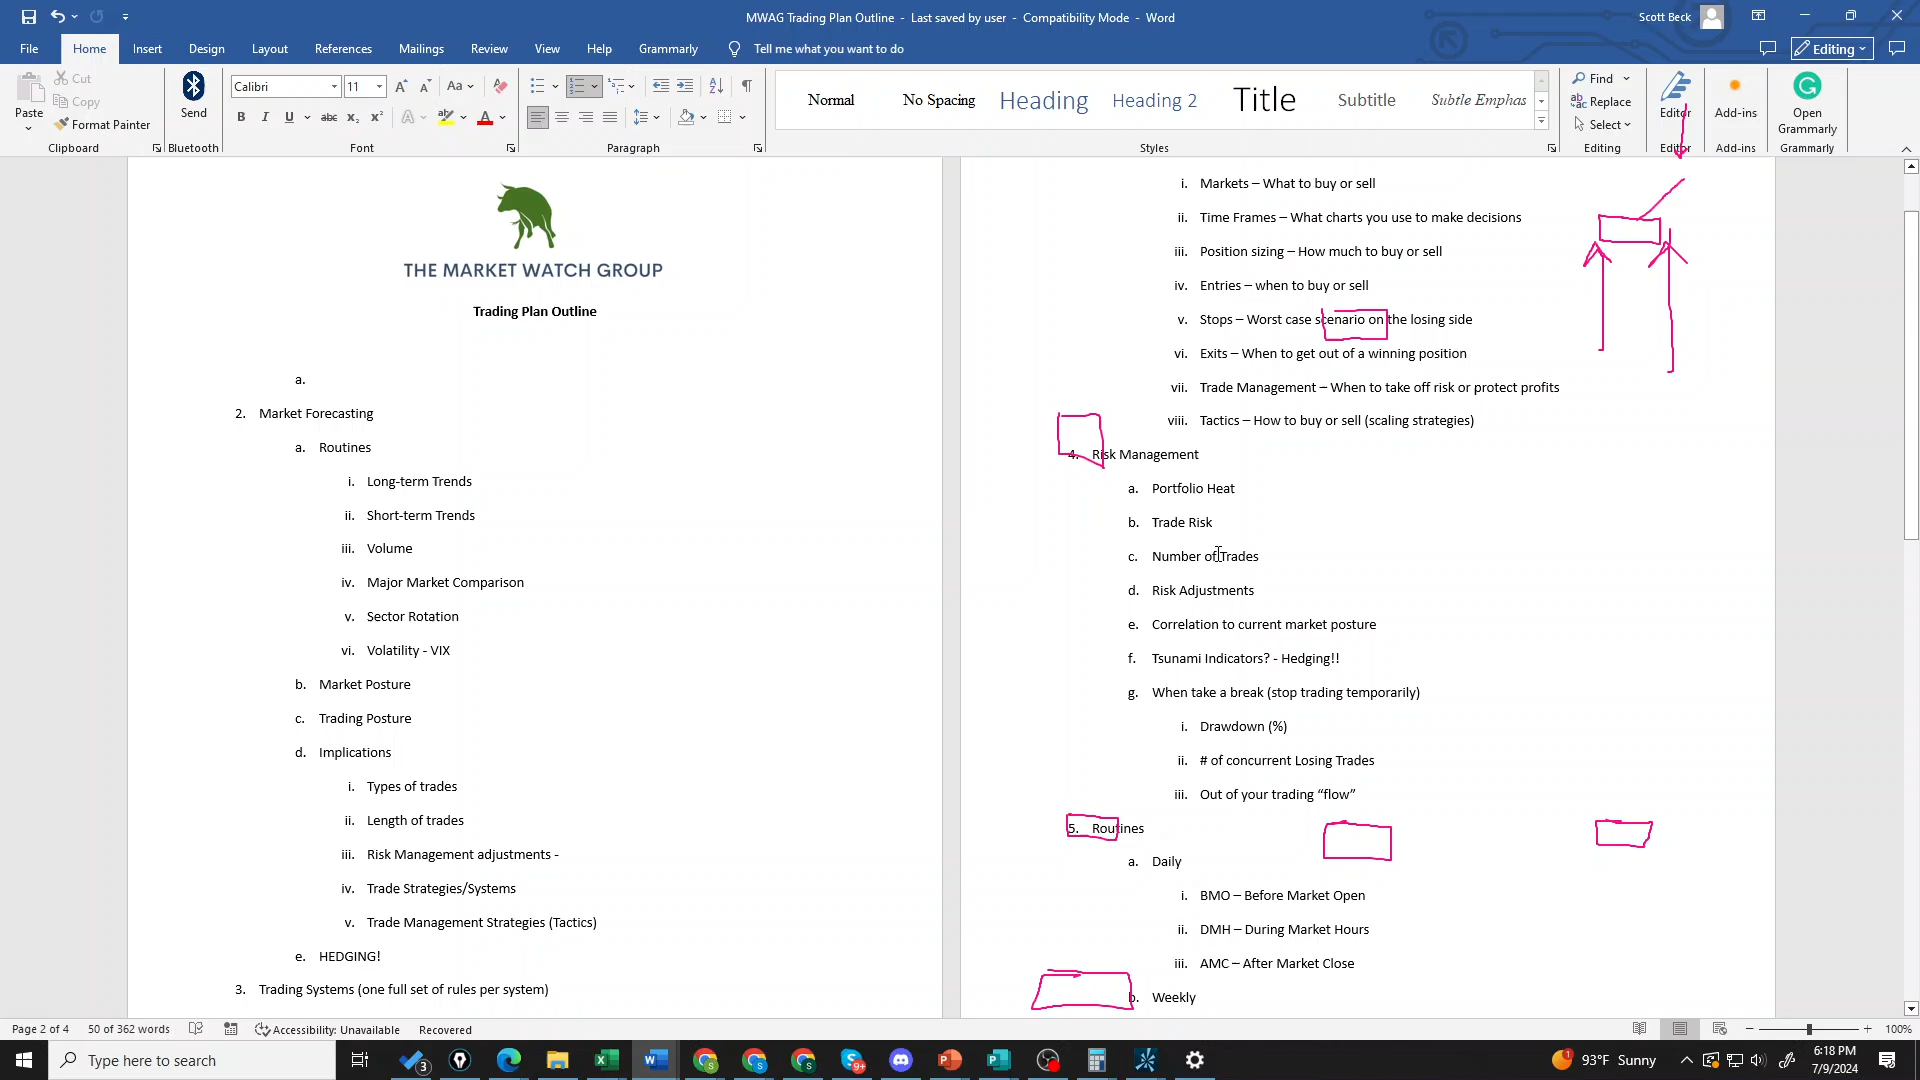 MWAG Trading Plan Outline - Last saved by user - Compatibility Mode - Word
Scott Beck
File Home Insert Design Layout References Mailings Review View Help Grammarly Tell me what you want to do
Editing
Paste
Cut
Copy
Format Painter
Clipboard
Send
Bluetooth
Calibri 11
Font
Paragraph
Normal No Spacing Heading Heading 2 Title Subtitle Subtle Emphas
Styles
Find
Replace
Select
Editing
Editor
Editor
Add-ins
Add-ins
Open
Grammarly
Grammarly
THE MARKET WATCH GROUP
Trading Plan Outline
a.
2. Market Forecasting
a. Routines
i. Long-term Trends
ii. Short-term Trends
iii. Volume
iv. Major Market Comparison
v. Sector Rotation
vi. Volatility - VIX
b. Market Posture
c. Trading Posture
d. Implications
i. Types of trades
ii. Length of trades
iii. Risk Management adjustments -
iv. Trade Strategies/Systems
v. Trade Management Strategies (Tactics)
e. HEDGING!
3. Trading Systems (one full set of rules per system)
i. Markets – What to buy or sell
ii. Time Frames – What charts you use to make decisions
iii. Position sizing – How much to buy or sell
iv. Entries – when to buy or sell
v. Stops – Worst case scenario on the losing side
vi. Exits – When to get out of a winning position
vii. Trade Management – When to take off risk or protect profits
viii. Tactics – How to buy or sell (scaling strategies)
4. Risk Management
a. Portfolio Heat
b. Trade Risk
c. Number of Trades
d. Risk Adjustments
e. Correlation to current market posture
f. Tsunami Indicators? - Hedging!!
g. When take a break (stop trading temporarily)
i. Drawdown (%)
ii. # of concurrent Losing Trades
iii. Out of your trading “flow”
5. Routines
a. Daily
i. BMO – Before Market Open
ii. DMH – During Market Hours
iii. AMC – After Market Close
b. Weekly
Page 2 of 4 50 of 362 words Accessibility: Unavailable Recovered 100%
Type here to search
3
9+
1
93°F Sunny
6:18 PM
7/9/2024